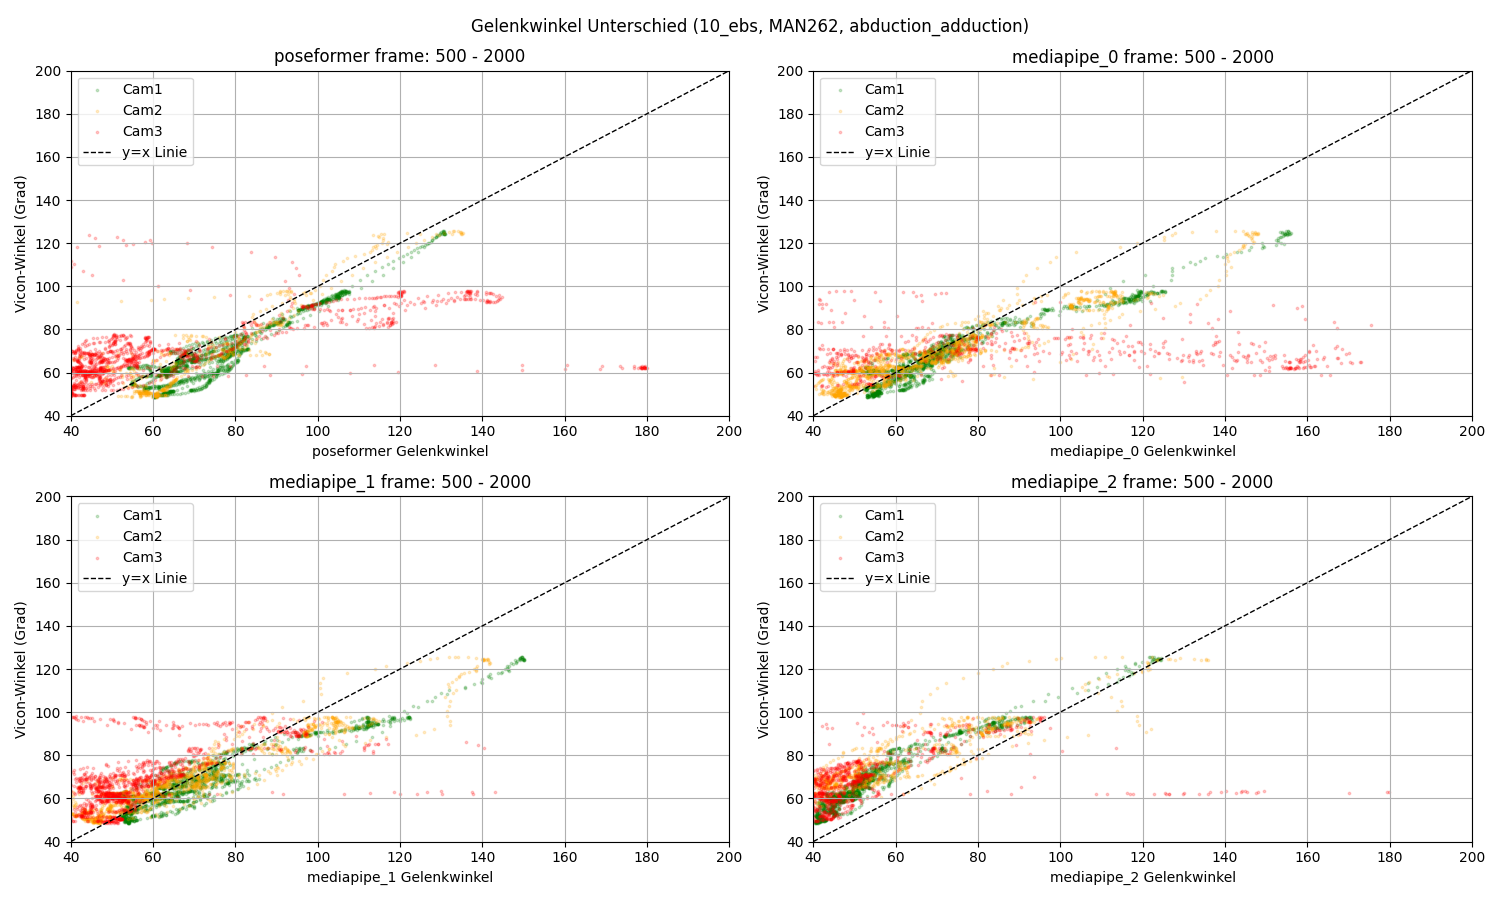 Gelenkwinkel Unterschied (10_ebs, MAN262, abduction_adduction)
poseformer frame: 500 - 2000
200
180
160
140
120
100
80
60
40
Vicon-Winkel (Grad)
Cam1
Cam2
Cam3
y=x Linie
40 60 80 100 120 140 160 180 200
poseformer Gelenkwinkel
mediapipe_0 frame: 500 - 2000
200
180
160
140
120
100
80
60
40
Vicon-Winkel (Grad)
Cam1
Cam2
Cam3
y=x Linie
40 60 80 100 120 140 160 180 200
mediapipe_0 Gelenkwinkel
mediapipe_1 frame: 500 - 2000
200
180
160
140
120
100
80
60
40
Vicon-Winkel (Grad)
Cam1
Cam2
Cam3
y=x Linie
40 60 80 100 120 140 160 180 200
mediapipe_1 Gelenkwinkel
mediapipe_2 frame: 500 - 2000
200
180
160
140
120
100
80
60
40
Vicon-Winkel (Grad)
Cam1
Cam2
Cam3
y=x Linie
40 60 80 100 120 140 160 180 200
mediapipe_2 Gelenkwinkel